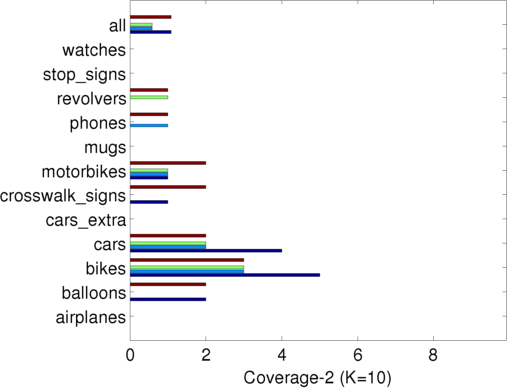 all
watches
stop_signs
revolvers
phones
mugs
motorbikes
crosswalk_signs
cars_extra
cars
bikes
balloons
airplanes
0 2 4 6 8
Coverage-2 (K=10)